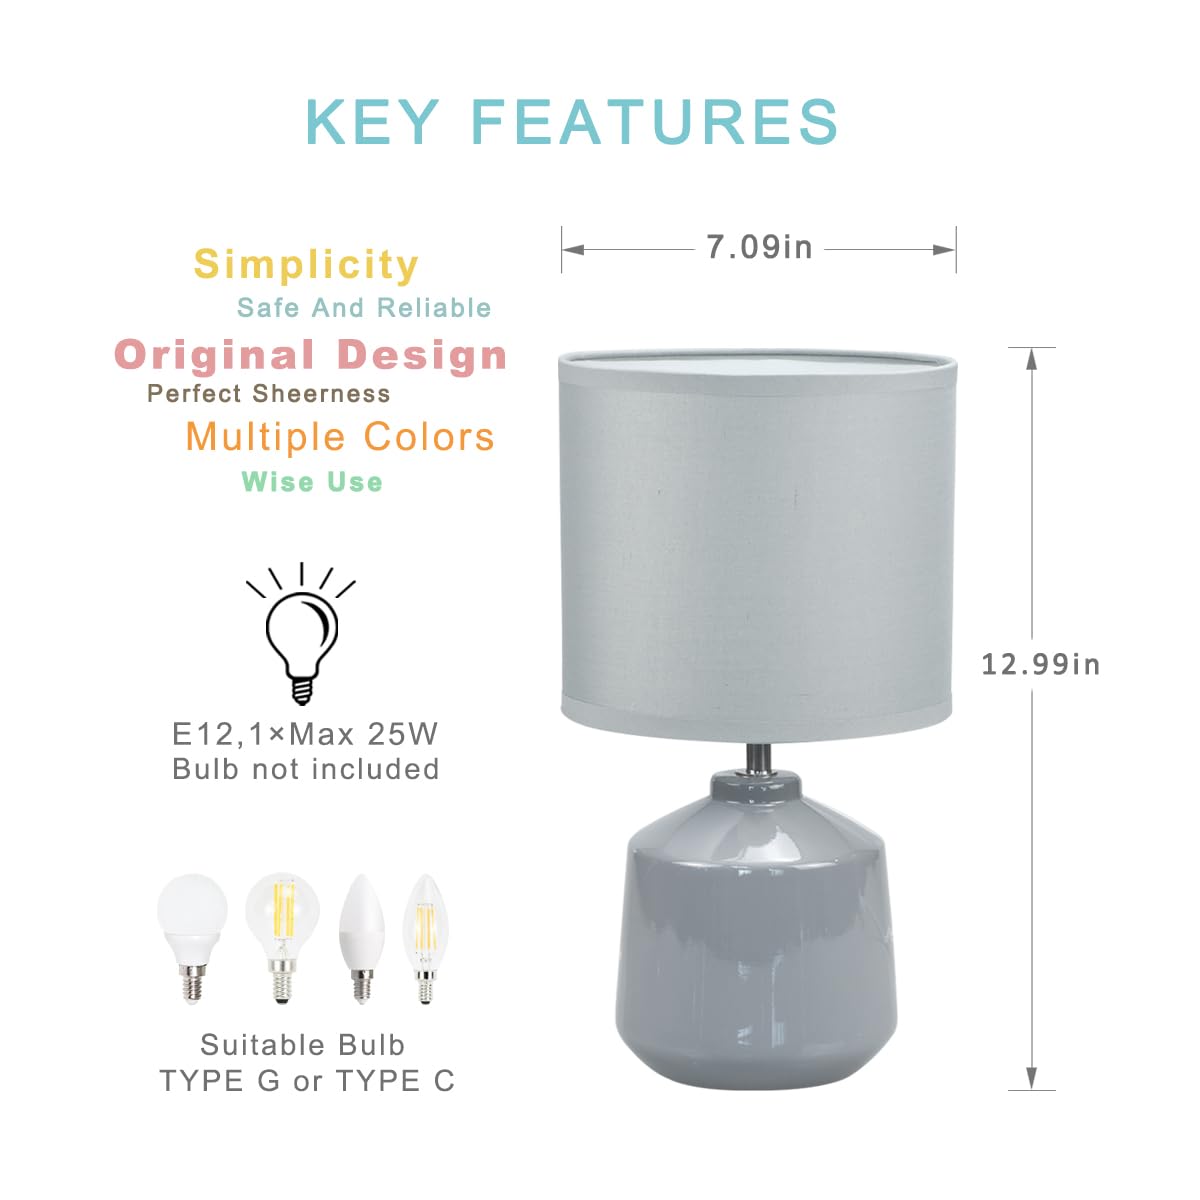 KEY FEATURES
Simplicity
Safe And Reliable
Original Design
Perfect Sheerness
Multiple Colors
Wise Use
7.09in
12.99in
E12,1×Max 25W
Bulb not included
Suitable Bulb
TYPE G or TYPE C